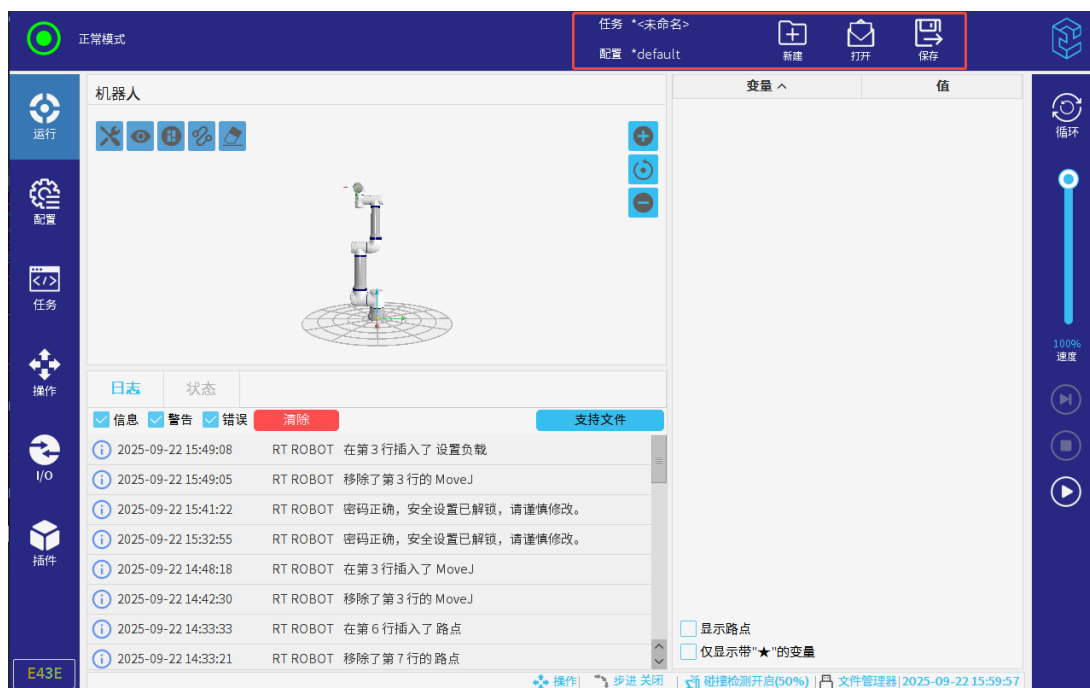 正常模式
任务 *<未命名>
配置 *default
新建 打开 保存
运行
配置
任务
操作
I/O
插件
E43E
机器人
变量 值
循环
100%
速度
日志 状态
信息 警告 错误 清除 支持文件
2025-09-22 15:49:08 RT ROBOT 在第3行插入了 设置负载
2025-09-22 15:49:05 RT ROBOT 移除了第3行的 MoveJ
2025-09-22 15:41:22 RT ROBOT 密码正确，安全设置已解锁，请谨慎修改。
2025-09-22 15:32:55 RT ROBOT 密码正确，安全设置已解锁，请谨慎修改。
2025-09-22 14:48:18 RT ROBOT 在第3行插入了 MoveJ
2025-09-22 14:42:30 RT ROBOT 移除了第3行的 MoveJ
2025-09-22 14:33:33 RT ROBOT 在第6行插入了 路点
2025-09-22 14:33:21 RT ROBOT 移除了第7行的 路点
显示路点
仅显示带"★"的变量
操作| 步进 关闭 | 碰撞检测开启(50%) | 文件管理器|2025-09-22 15:59:57